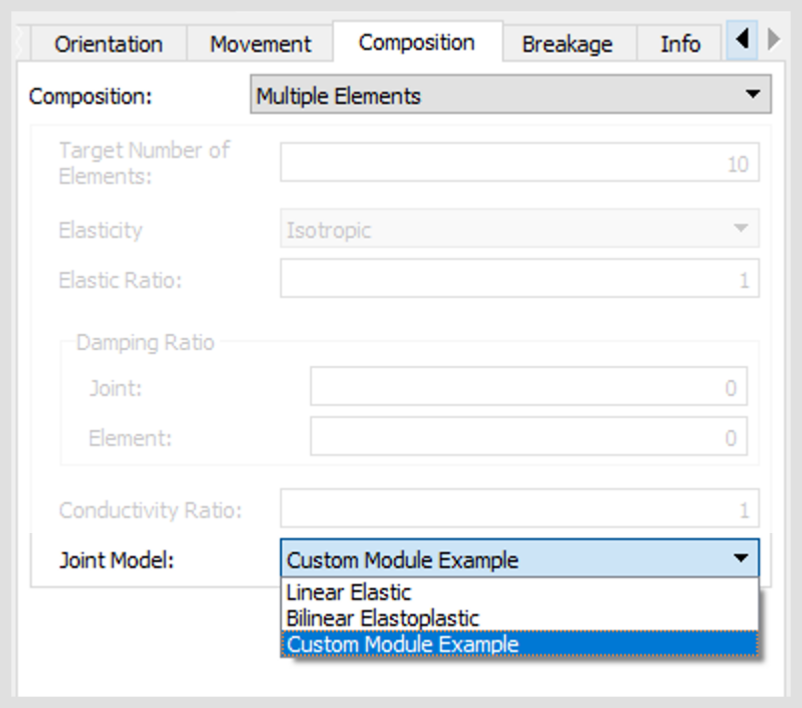 Orientation Movement Composition Breakage Info
Composition: Multiple Elements
Target Number of
Elements: 10
Elasticity Isotropic
Elastic Ratio: 1
Damping Ratio
Joint: 0
Element: 0
Conductivity Ratio: 1
Joint Model: Custom Module Example
Linear Elastic
Bilinear Elastoplastic
Custom Module Example